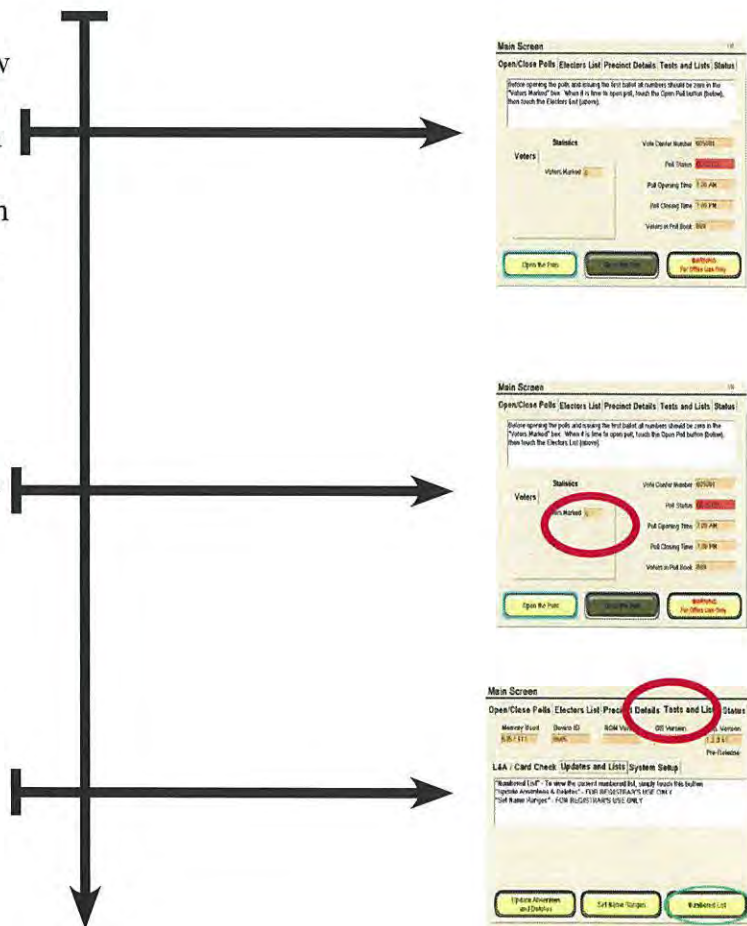 Main Screen
Open/Close Polls Electors List Precinct Details Tests and Lists Status
Before opening the polls and issuing the first ballot all numbers should be zero in the
"Voters Marked" box. When it is time to open poll, touch the Open Poll button (below),
then touch the Electors List (above).
Statistics
Voters
Voters Marked
Vote Center Number
Poll Status
Poll Opening Time 7:00 AM
Poll Closing Time 7:00 PM
Voters in Poll Book
Open the Polls
WARNING
For Office Use Only
Main Screen
Open/Close Polls Electors List Precinct Details Tests and Lists Status
Before opening the polls and issuing the first ballot all numbers should be zero in the
"Voters Marked" box. When it is time to open poll, touch the Open Poll button (below),
then touch the Electors List (above).
Statistics
Voters
Marked
Vote Center Number
Poll Status
Poll Opening Time 7:00 AM
Poll Closing Time 7:00 PM
Voters in Poll Book
Open the Polls
WARNING
For Office Use Only
Main Screen
Open/Close Polls Electors List Precinct Details Tests and List Status
Memory Used Device ID ROM OS Version Version
L&A / Card Check Updates and Lists System Setup
"Numbered List" - To view the current numbered list, simply touch this button
"Update Absentees & Deletes" - FOR REGISTRAR'S USE ONLY
"Set Name Ranges" - FOR REGISTRAR'S USE ONLY
Update Absentees
and Deletes
Set Name Ranges
Numbered List